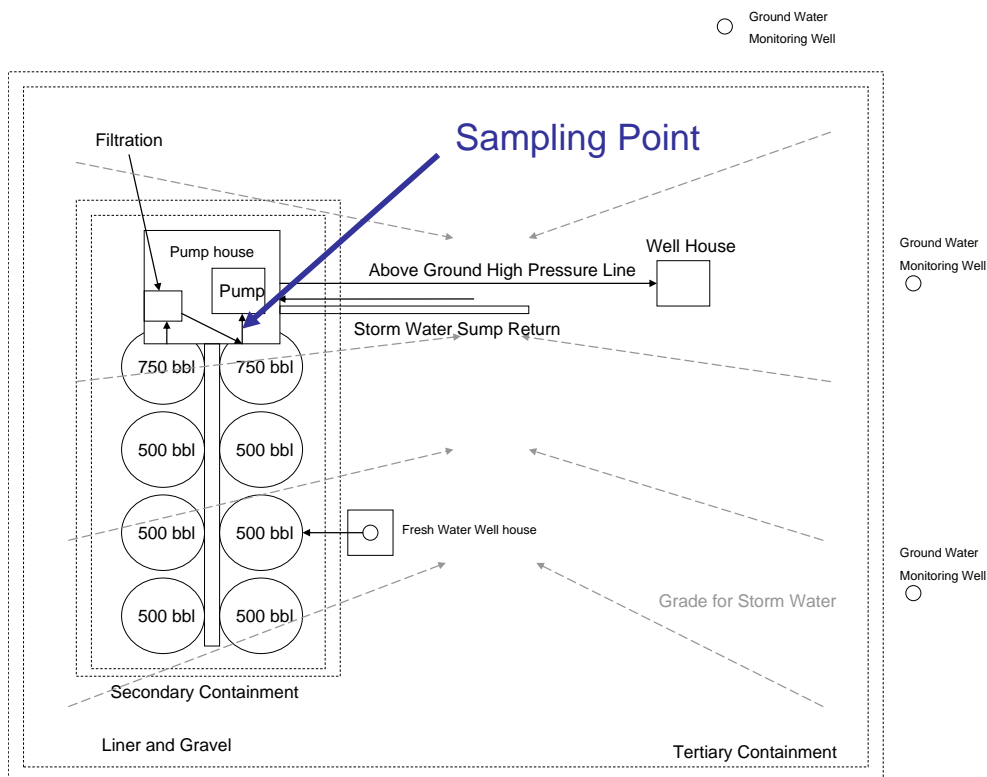 Ground Water
Monitoring Well
Sampling Point
Filtration
Pump house
Pump
Above Ground High Pressure Line
Well House
Storm Water Sump Return
Ground Water
Monitoring Well
750 bbl
750 bbl
500 bbl
500 bbl
500 bbl
500 bbl
Fresh Water Well house
Ground Water
Monitoring Well
500 bbl
500 bbl
Grade for Storm Water
Secondary Containment
Liner and Gravel
Tertiary Containment